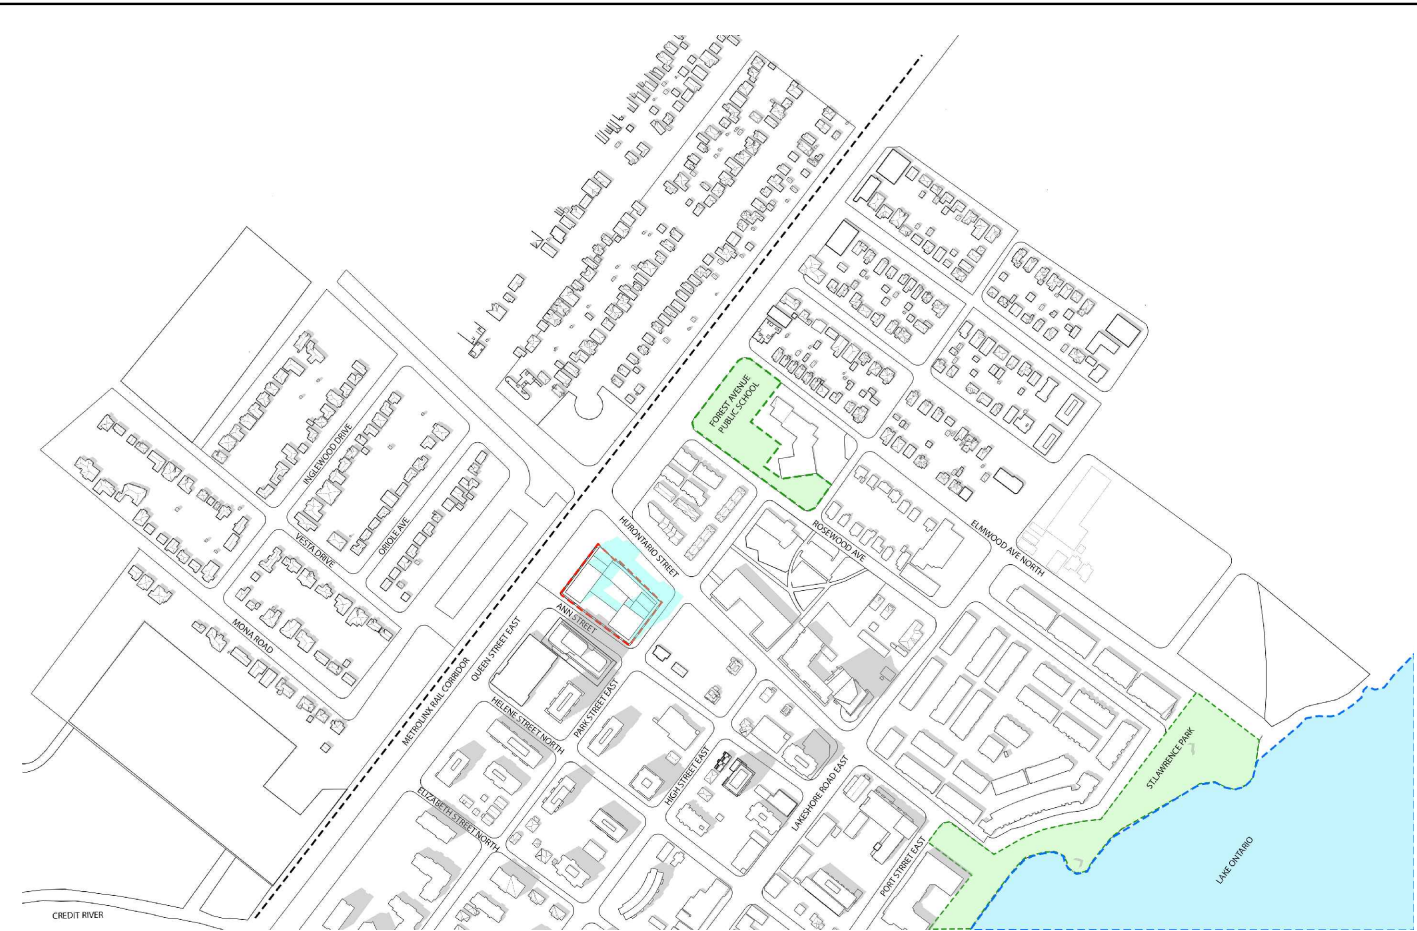 FOREST AVENUE
PUBLIC SCHOOL
INGLEWOOD DRIVE
ORIOLE AVE
VESTA DRIVE
HURONTARIO STREET
ROSEWOOD AVE
ELMWOOD AVE NORTH
MONA ROAD
ANN STREET
QUEEN STREET EAST
METROLINX RAIL CORRIDOR
HELENE STREET NORTH
PARK STREET EAST
HIGH STREET EAST
ELIZABETH STREET NORTH
LAKESHORE ROAD EAST
PORT STRRET EAST
ST.LAWRENCE PARK
LAKE ONTARIO
CREDIT RIVER